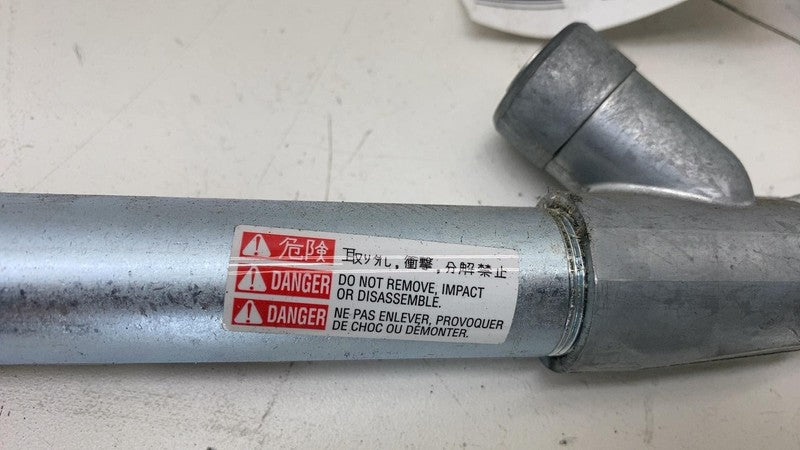 危険 取り外し,衝撃,分解禁止
DANGER DO NOT REMOVE, IMPACT
OR DISASSEMBLE.
DANGER NE PAS ENLEVER, PROVOQUER
DE CHOC OU DÉMONTER.